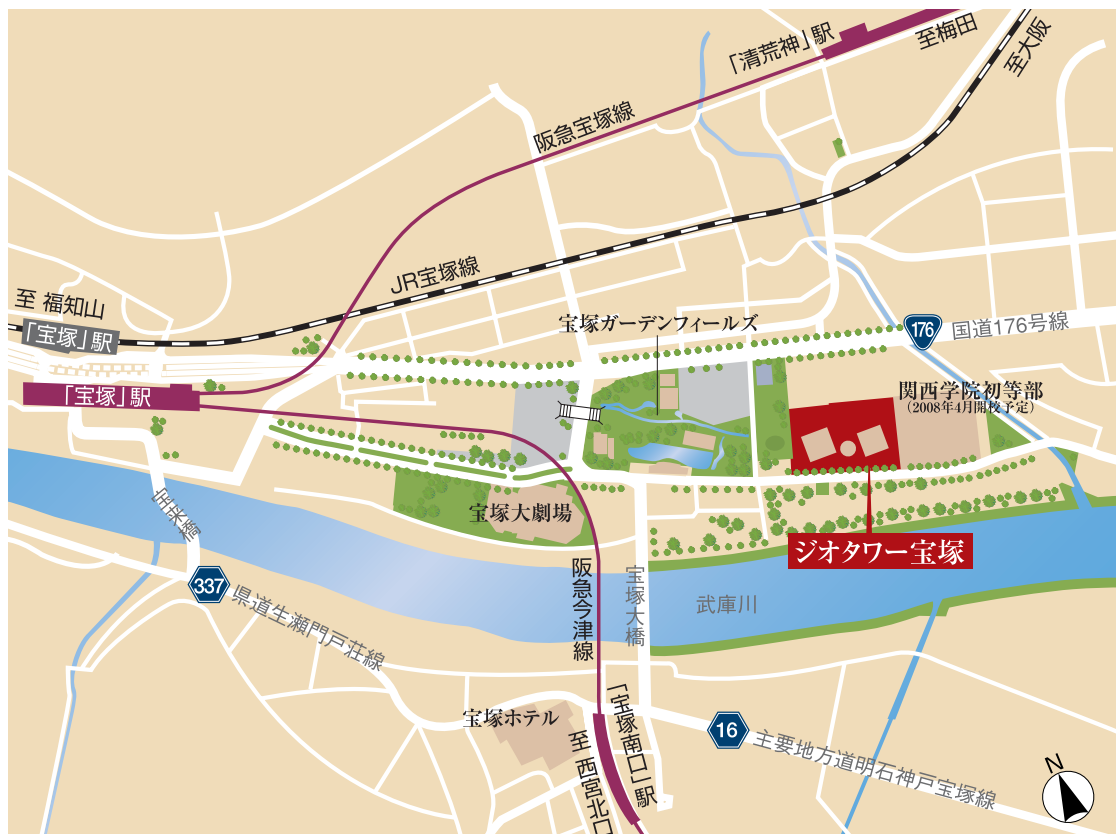 「清荒神」駅
至梅田
至大阪
阪急宝塚線
JR宝塚線
至 福知山
「宝塚」駅
「宝塚」駅
宝塚ガーデンフィールズ
176
国道176号線
関西学院初等部
(2008年4月開校予定)
宝来橋
宝塚大劇場
ジオタワー宝塚
337
県道生瀬門戸荘線
阪急今津線
宝塚大橋
武庫川
宝塚ホテル
至 西宮北口
「宝塚南口」駅
16
主要地方道明石神戸宝塚線
N